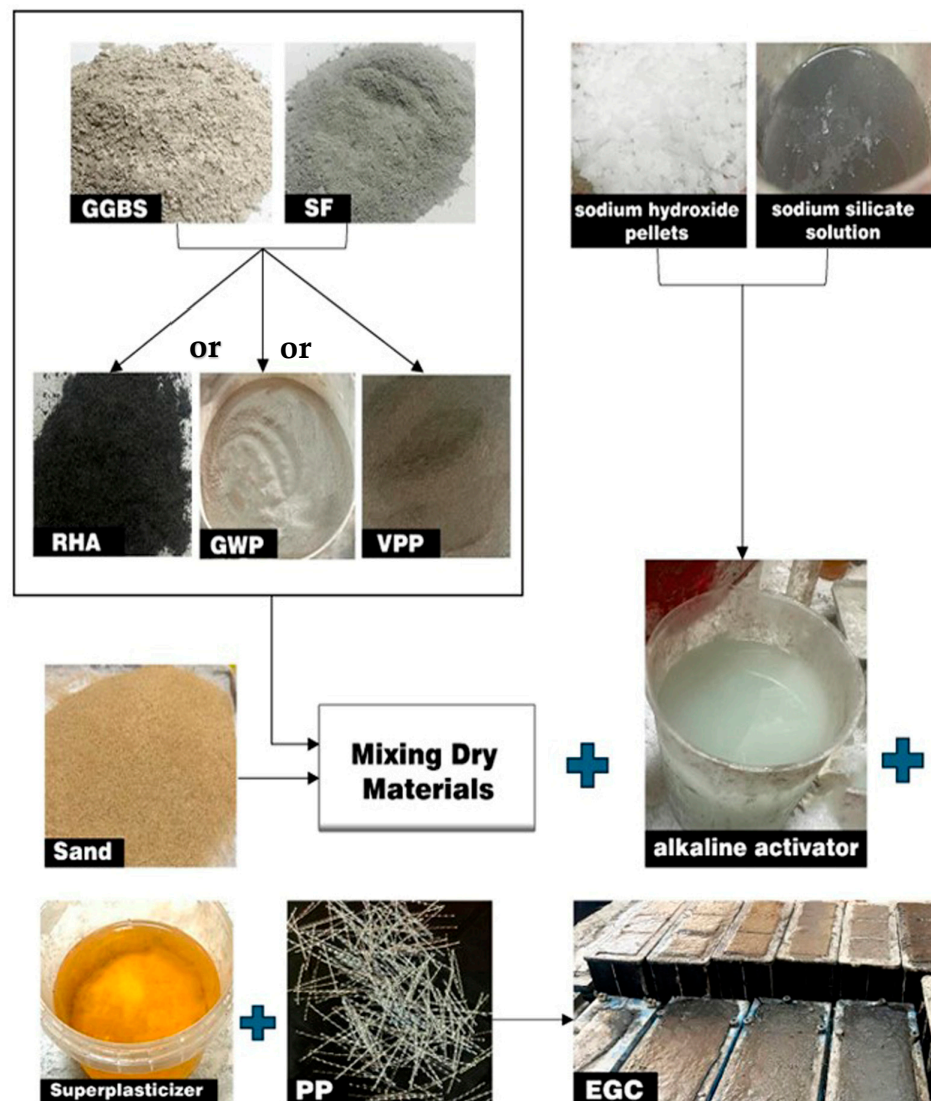 GGBS
SF
sodium hydroxide
pellets
sodium silicate
solution
or
or
RHA
GWP
VPP
Mixing Dry
Materials
Sand
alkaline activator
Superplasticizer
PP
EGC